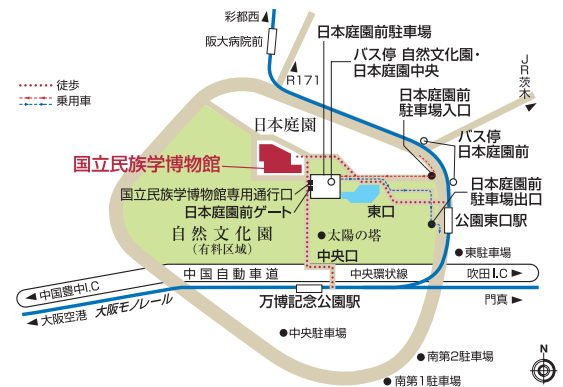 彩都西
阪大病院前
日本庭園前駐車場
バス停 自然文化園・
日本庭園中央
R171
JR茨木
徒歩
乗用車
日本庭園前
駐車場入口
日本庭園
バス停
日本庭園前
国立民族学博物館
国立民族学博物館専用通行口
日本庭園前ゲート
日本庭園前
駐車場出口
東口
公園東口駅
自然文化園
(有料区域)
太陽の塔
中央口
東駐車場
中国自動車道
中央環状線
吹田I.C
中国豊中I.C
大阪空港
大阪モノレール
万博記念公園駅
門真
中央駐車場
南第2駐車場
南第1駐車場
N